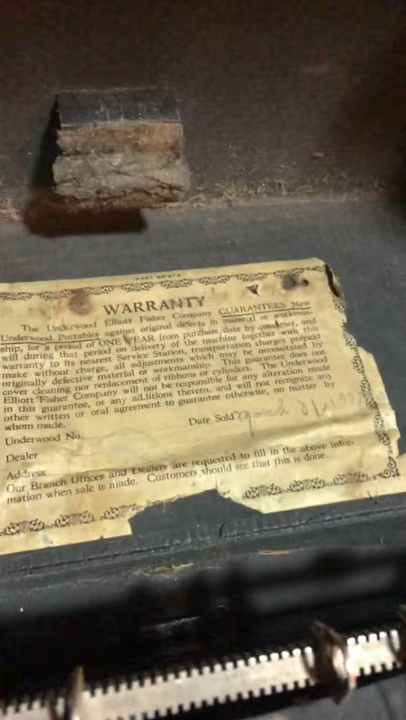 WARRANTY
The Underwood Elliott Fisher Company GUARANTEES New
Underwood Portables against original defects in material or workman-
ship, for a period of ONE YEAR from purchase date by customer, and
will during that period on delivery of the machine together with this
warranty to its nearest Service Station, transportation charges prepaid
make without charge, all adjustments which may be necessitated by
originally defective material or workmanship. This guarantee does not
cover cleaning nor replacement of ribbons or cylinders. The Underwood
Elliott Fisher Company will not be responsible for any alteration made
in this guarantee, or any additions thereto, and will not recognize any
other written or oral agreement to guarantee otherwise, no matter by
whom made.
Date Sold March
Underwood No.
Dealer
Address
Our Branch Offices and Dealers are requested to fill in the above infor-
mation when sale is made. Customers should see that this is done.